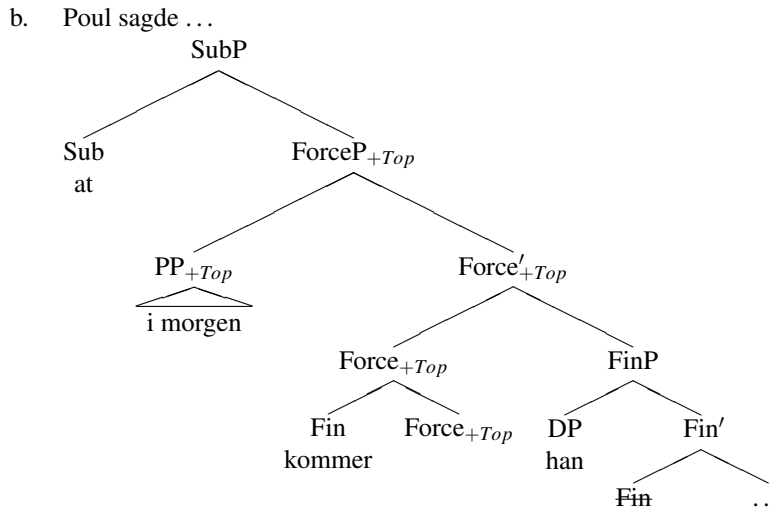 b. Poul sagde …
SubP
Sub ForceP+Top
at
PP+Top Force′+Top
i morgen
Force+Top FinP
Fin Force+Top DP Fin′
kommer han
Fin ..